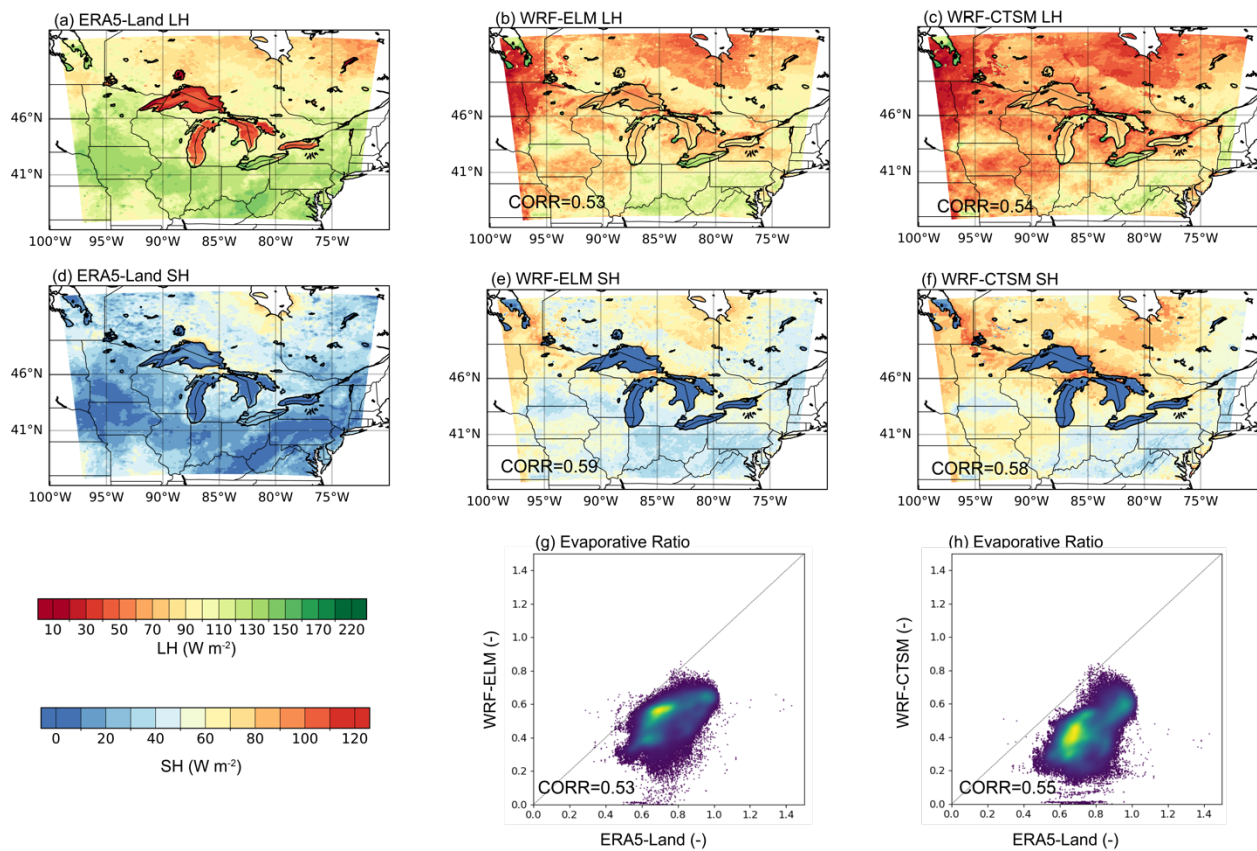 (a) ERA5-Land LH
(b) WRF-ELM LH
(c) WRF-CTSM LH
46°N
41°N
CORR=0.53
CORR=0.54
100°W 95°W 90°W 85°W 80°W 75°W
100°W 95°W 90°W 85°W 80°W 75°W
100°W 95°W 90°W 85°W 80°W 75°W
(d) ERA5-Land SH
(e) WRF-ELM SH
(f) WRF-CTSM SH
46°N
41°N
CORR=0.59
CORR=0.58
100°W 95°W 90°W 85°W 80°W 75°W
100°W 95°W 90°W 85°W 80°W 75°W
100°W 95°W 90°W 85°W 80°W 75°W
10 30 50 70 90 110 130 150 170 220
LH (W m⁻²)
0 20 40 60 80 100 120
SH (W m⁻²)
(g) Evaporative Ratio
WRF-ELM (-)
1.4
1.2
1.0
0.8
0.6
0.4
0.2
0.0
CORR=0.53
0.0 0.2 0.4 0.6 0.8 1.0 1.2 1.4
ERA5-Land (-)
(h) Evaporative Ratio
WRF-CTSM (-)
1.4
1.2
1.0
0.8
0.6
0.4
0.2
0.0
CORR=0.55
0.0 0.2 0.4 0.6 0.8 1.0 1.2 1.4
ERA5-Land (-)